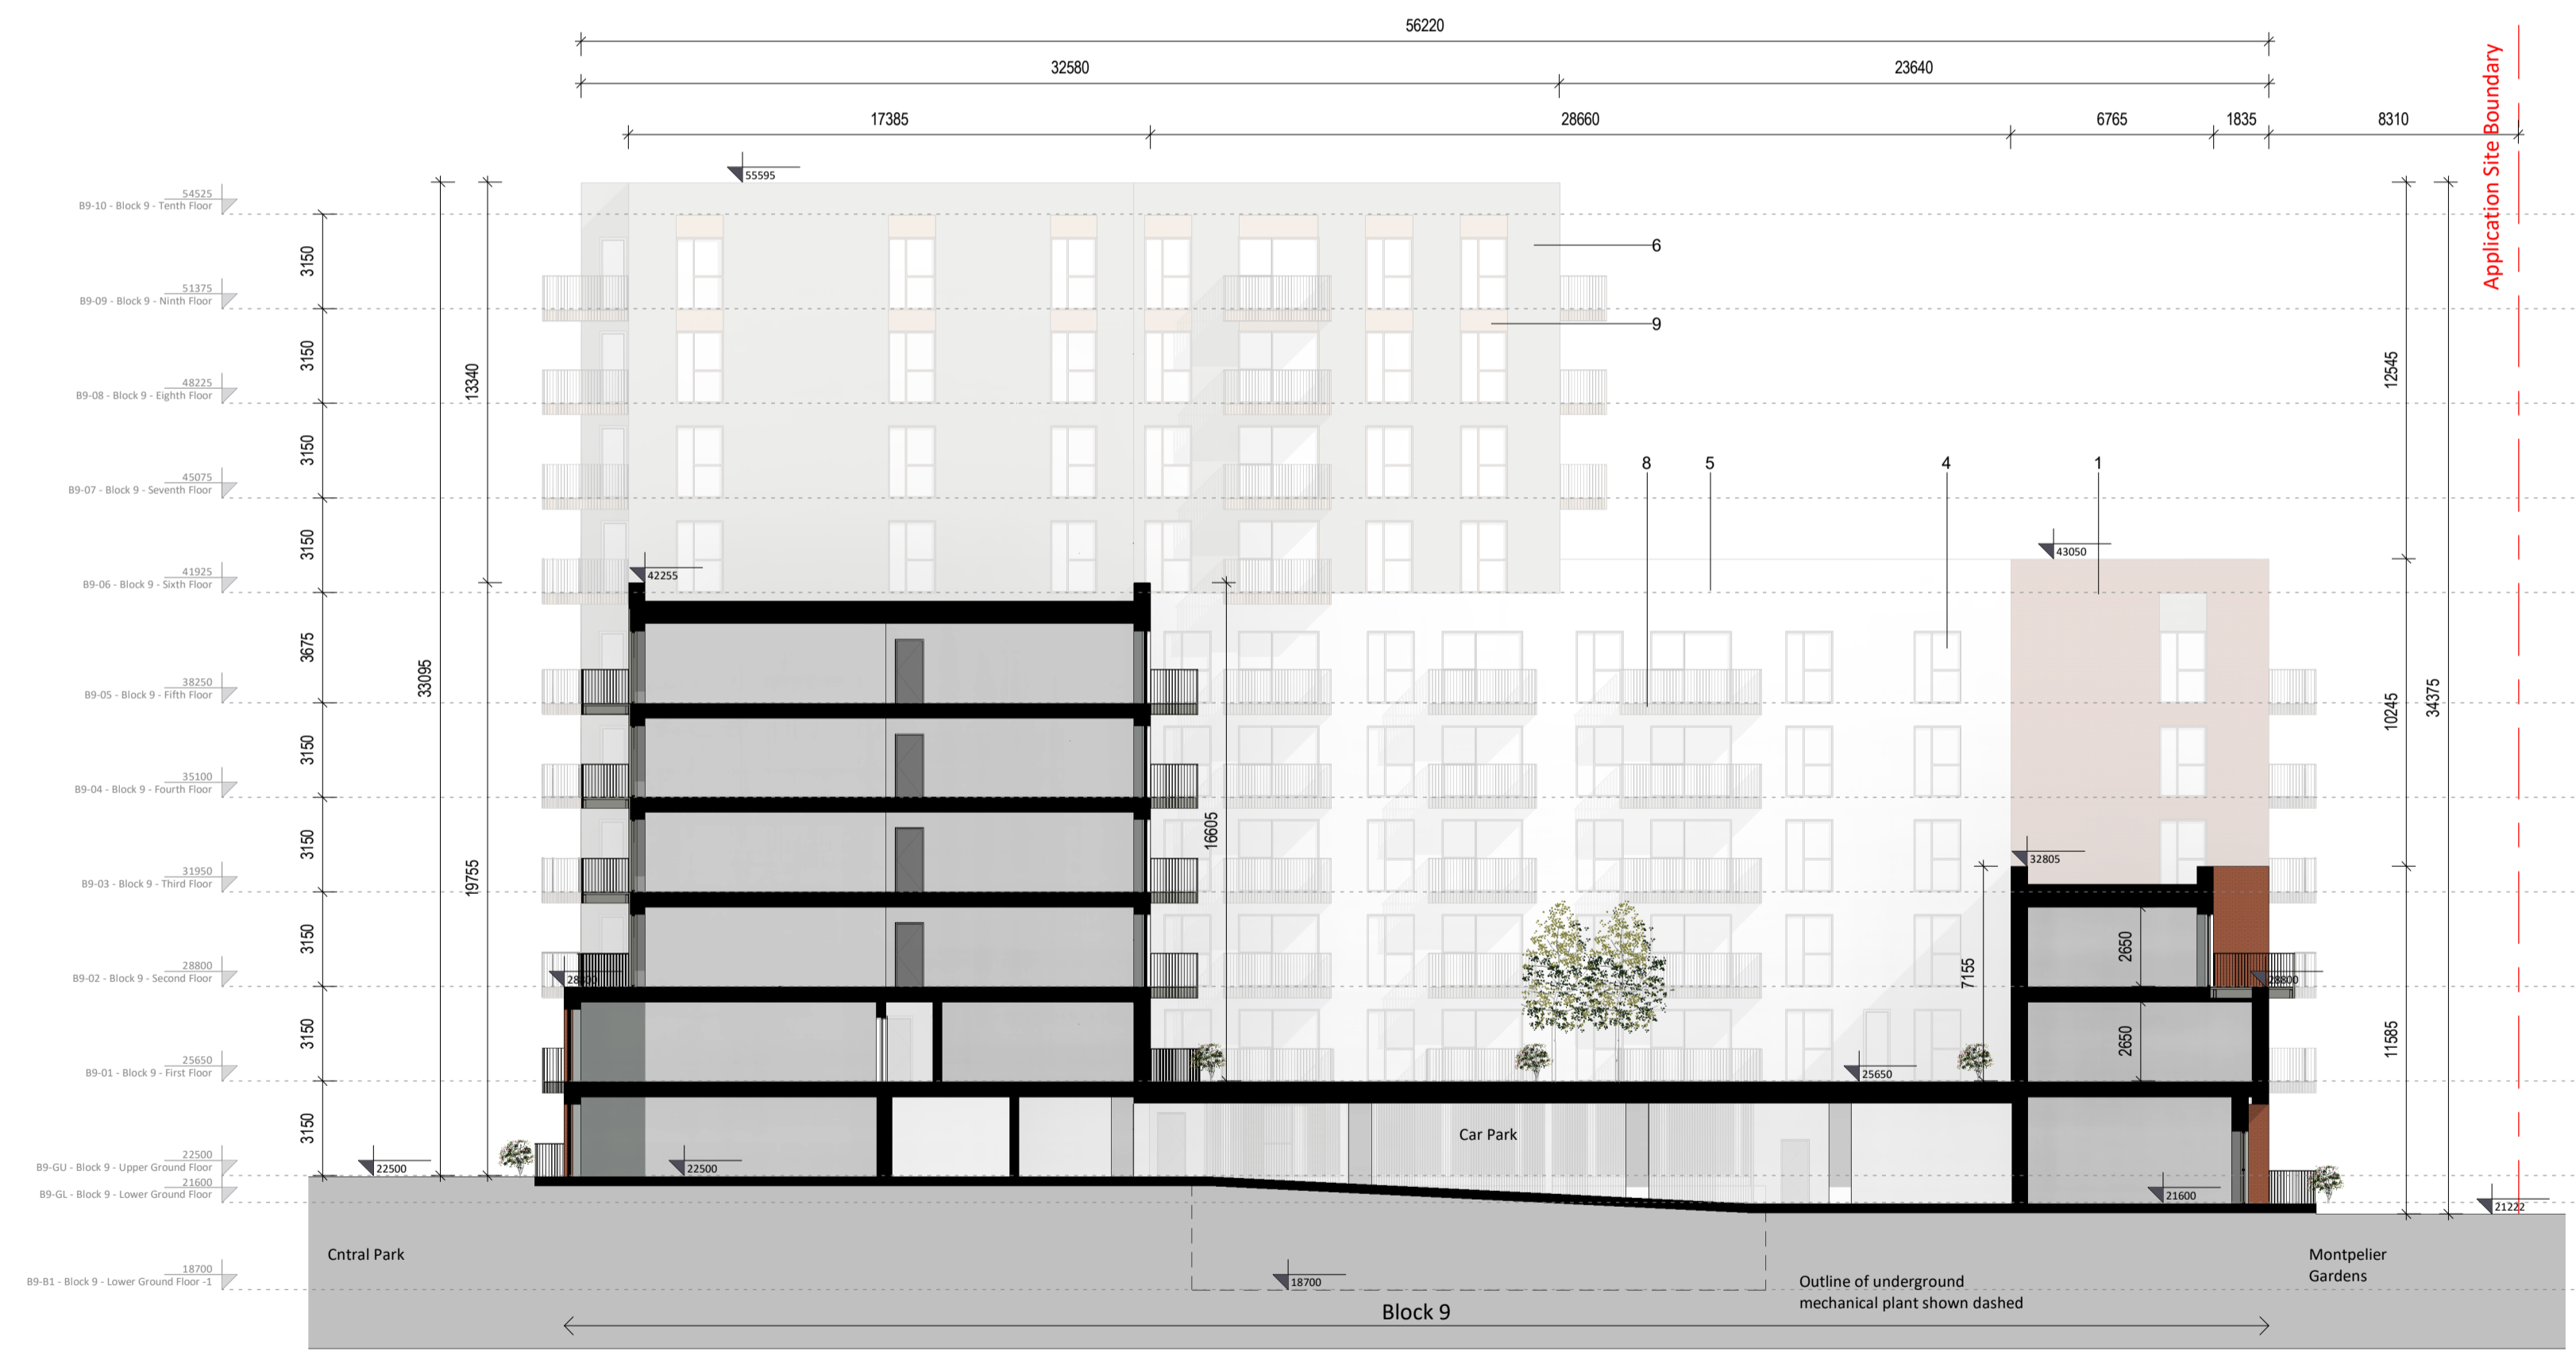 56220
32580
23640
17385
28660
6765
1835
8310
Application Site Boundary
55595
54525
B9-10 - Block 9 - Tenth Floor
3150
6
51375
B9-09 - Block 9 - Ninth Floor
9
3150
13340
12545
48225
B9-08 - Block 9 - Eighth Floor
3150
8
5
4
1
45075
B9-07 - Block 9 - Seventh Floor
3150
43050
42255
41925
B9-06 - Block 9 - Sixth Floor
3675
33095
38250
B9-05 - Block 9 - Fifth Floor
10245
34375
3150
35100
B9-04 - Block 9 - Fourth Floor
3150
16605
19755
32805
31950
B9-03 - Block 9 - Third Floor
3150
2650
7155
28800
B9-02 - Block 9 - Second Floor
28800
28800
3150
2650
11585
25650
B9-01 - Block 9 - First Floor
25650
3150
Car Park
22500
B9-GU - Block 9 - Upper Ground Floor
22500
22500
21600
B9-GL - Block 9 - Lower Ground Floor
21600
21222
Cntral Park
Montpelier
Gardens
18700
B9-B1 - Block 9 - Lower Ground Floor -1
18700
Outline of underground
mechanical plant shown dashed
Block 9